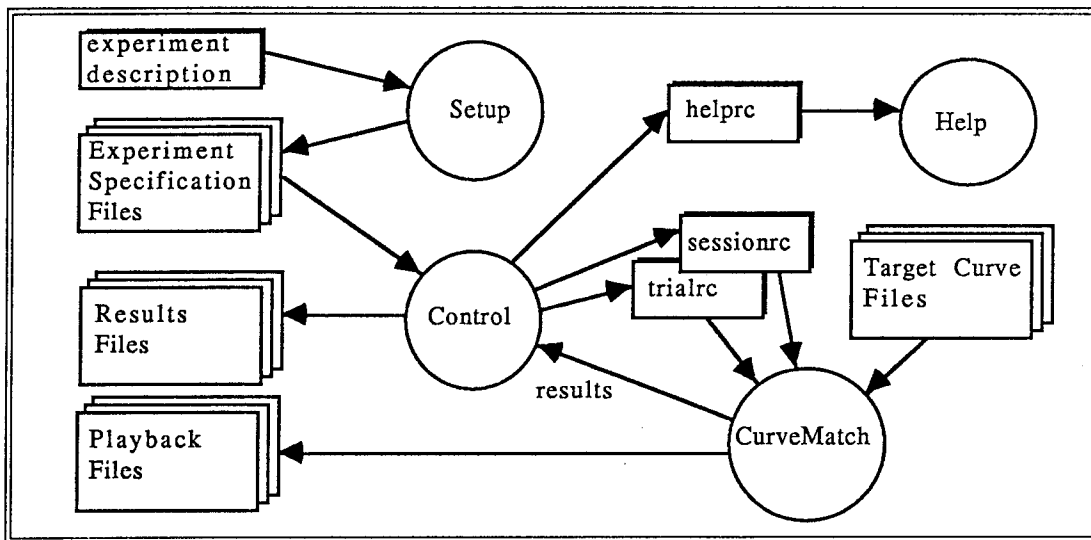 experiment
description
Setup
helprc
Help
Experiment
Specification
Files
sessionrc
trialrc
Target Curve
Files
Results
Files
Control
results
CurveMatch
Playback
Files